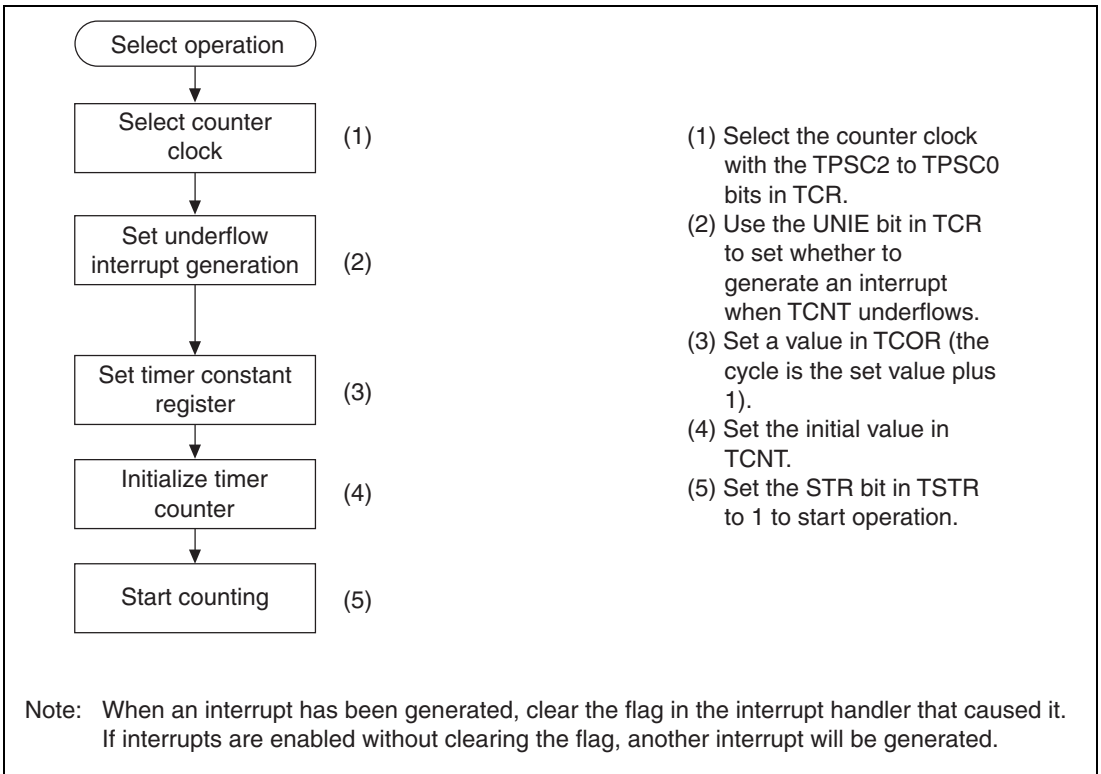 Select operation
Select counter
clock
(1)
Set underflow
interrupt generation
(2)
Set timer constant
register
(3)
Initialize timer
counter
(4)
Start counting
(5)
(1) Select the counter clock
with the TPSC2 to TPSC0
bits in TCR.
(2) Use the UNIE bit in TCR
to set whether to
generate an interrupt
when TCNT underflows.
(3) Set a value in TCOR (the
cycle is the set value plus
1).
(4) Set the initial value in
TCNT.
(5) Set the STR bit in TSTR
to 1 to start operation.
Note: When an interrupt has been generated, clear the flag in the interrupt handler that caused it.
If interrupts are enabled without clearing the flag, another interrupt will be generated.